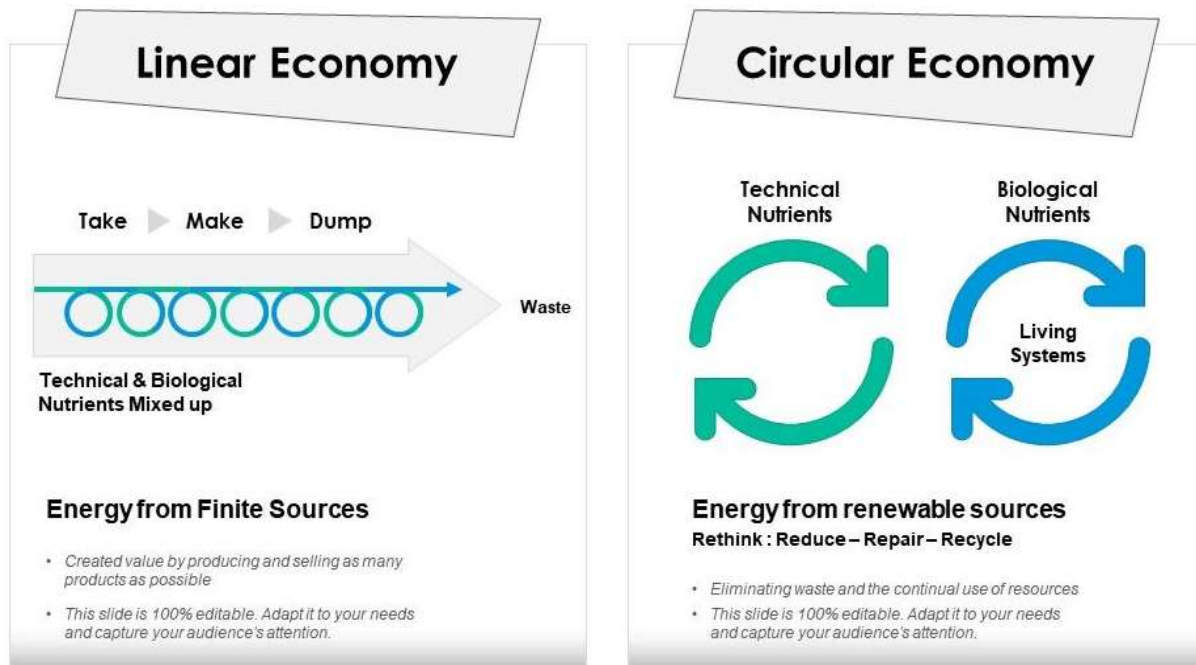 Linear Economy
Take Make Dump
Waste
Technical & Biological
Nutrients Mixed up
Energy from Finite Sources
• Created value by producing and selling as many
products as possible
• This slide is 100% editable. Adapt it to your needs
and capture your audience's attention.
Circular Economy
Technical
Nutrients
Biological
Nutrients
Living
Systems
Energy from renewable sources
Rethink : Reduce – Repair – Recycle
• Eliminating waste and the continual use of resources
• This slide is 100% editable. Adapt it to your needs
and capture your audience's attention.